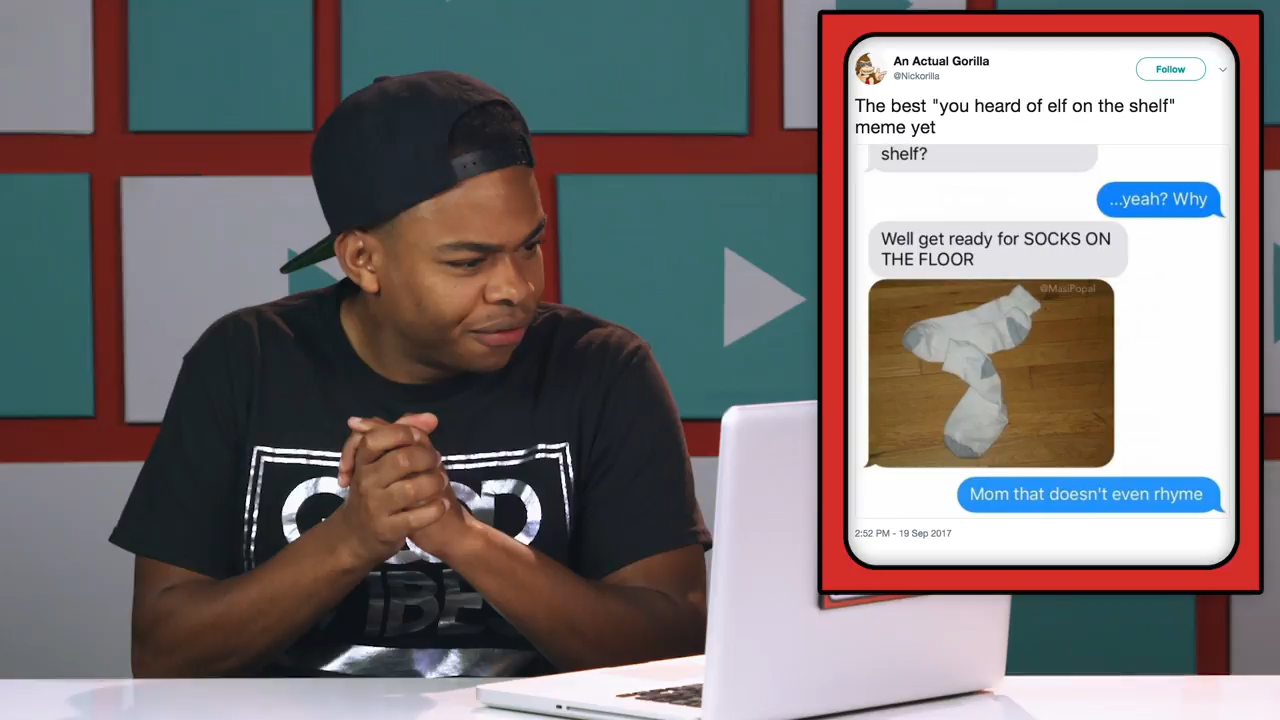 An Actual Gorilla
@Nickorilla
Follow
The best "you heard of elf on the shelf"
meme yet
shelf?
...yeah? Why
Well get ready for SOCKS ON
THE FLOOR
@MasiPopal
Mom that doesn't even rhyme
2:52 PM - 19 Sep 2017
GOOD
VIBES